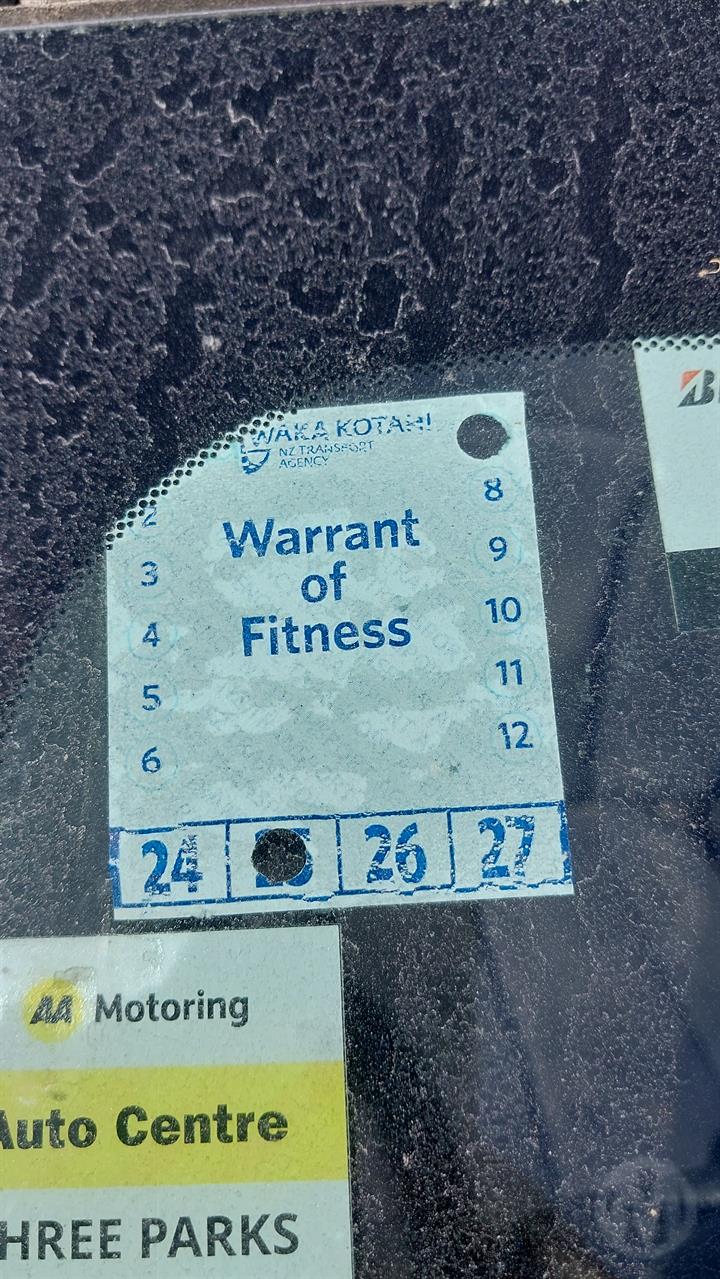 WAKA KOTAHI
NZ TRANSPORT
AGENCY
Warrant
of
Fitness
2
3
4
5
6
8
9
10
11
12
24
26
27
AA Motoring
Auto Centre
THREE PARKS